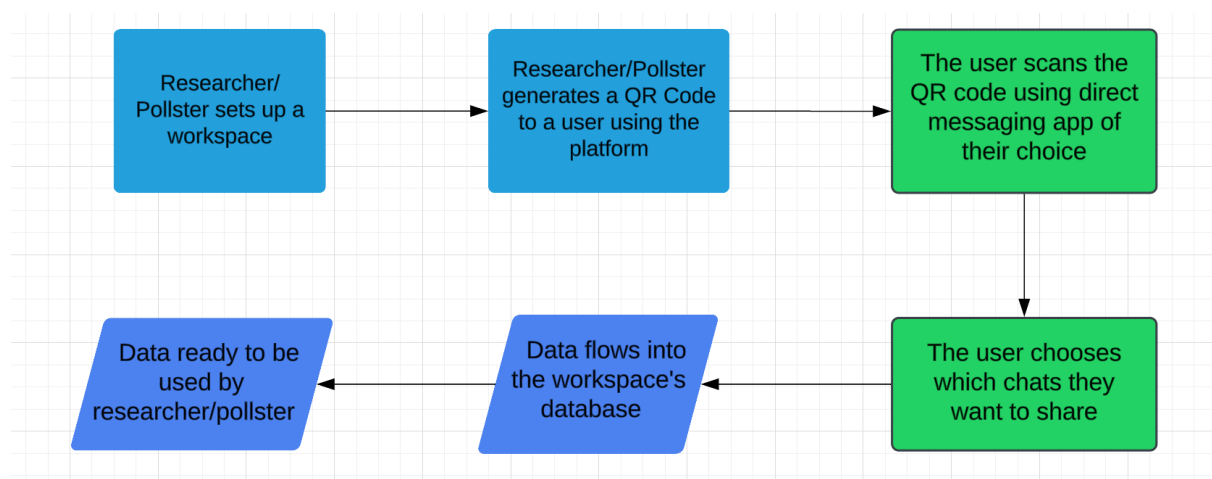 Researcher/
Pollster sets up a
workspace
Researcher/Pollster
generates a QR Code
to a user using the
platform
The user scans the
QR code using direct
messaging app of
their choice
The user chooses
which chats they
want to share
Data flows into
the workspace's
database
Data ready to be
used by
researcher/pollster